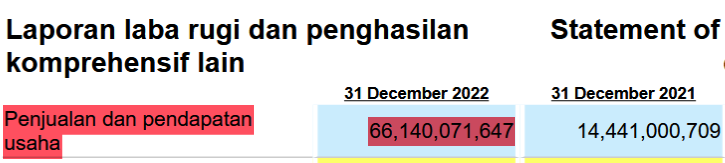 Laporan laba rugi dan penghasilan
komprehensif lain
Statement of
31 December 2022
31 December 2021
Penjualan dan pendapatan
usaha
66,140,071,647
14,441,000,709